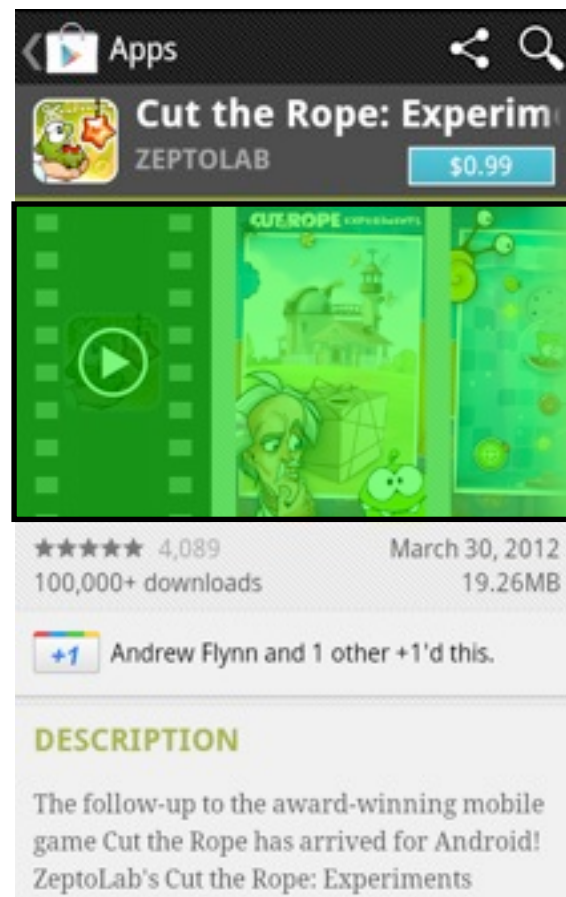 Apps
Cut the Rope: Experim
ZEPTOLAB
$0.99
CUT THE ROPE EXPERIMENTS
★★★★★ 4,089
March 30, 2012
100,000+ downloads
19.26MB
+1 Andrew Flynn and 1 other +1'd this.
DESCRIPTION
The follow-up to the award-winning mobile
game Cut the Rope has arrived for Android!
ZeptoLab's Cut the Rope: Experiments